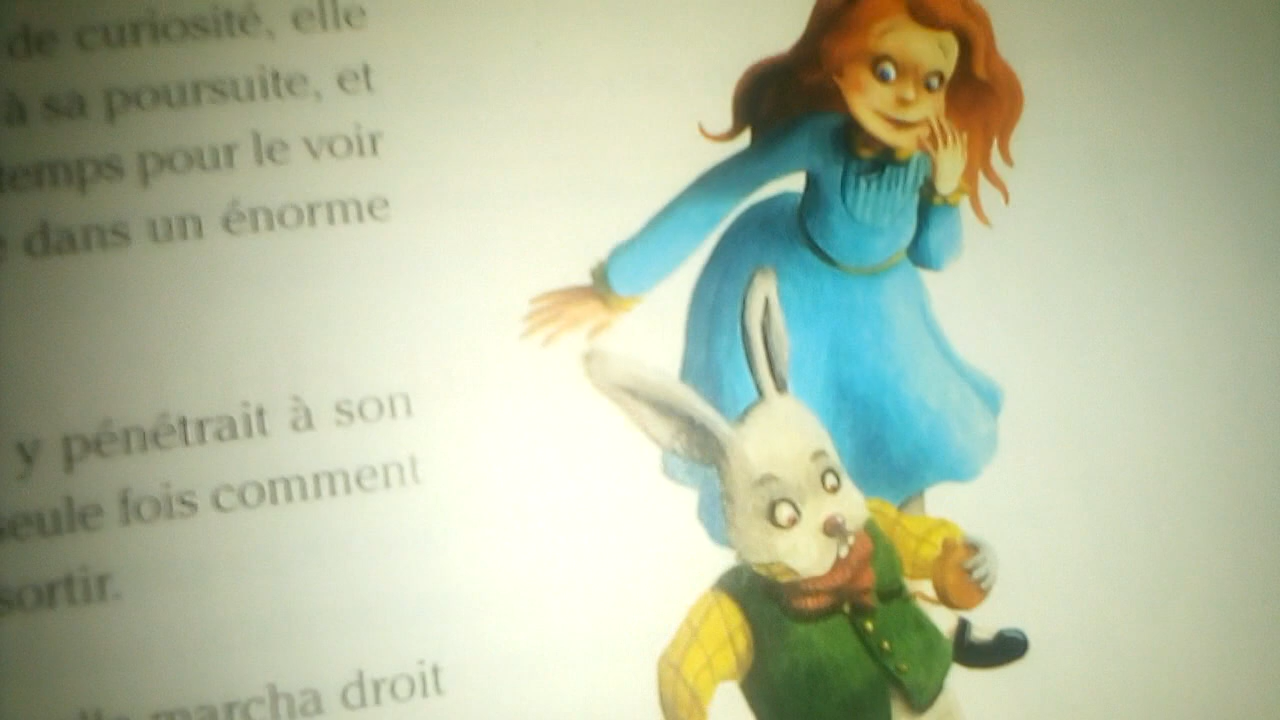 de curiosité, elle
à sa poursuite, et
temps pour le voir
dans un énorme
y pénétrait à son
seule fois comment
sortir.
marcha droit